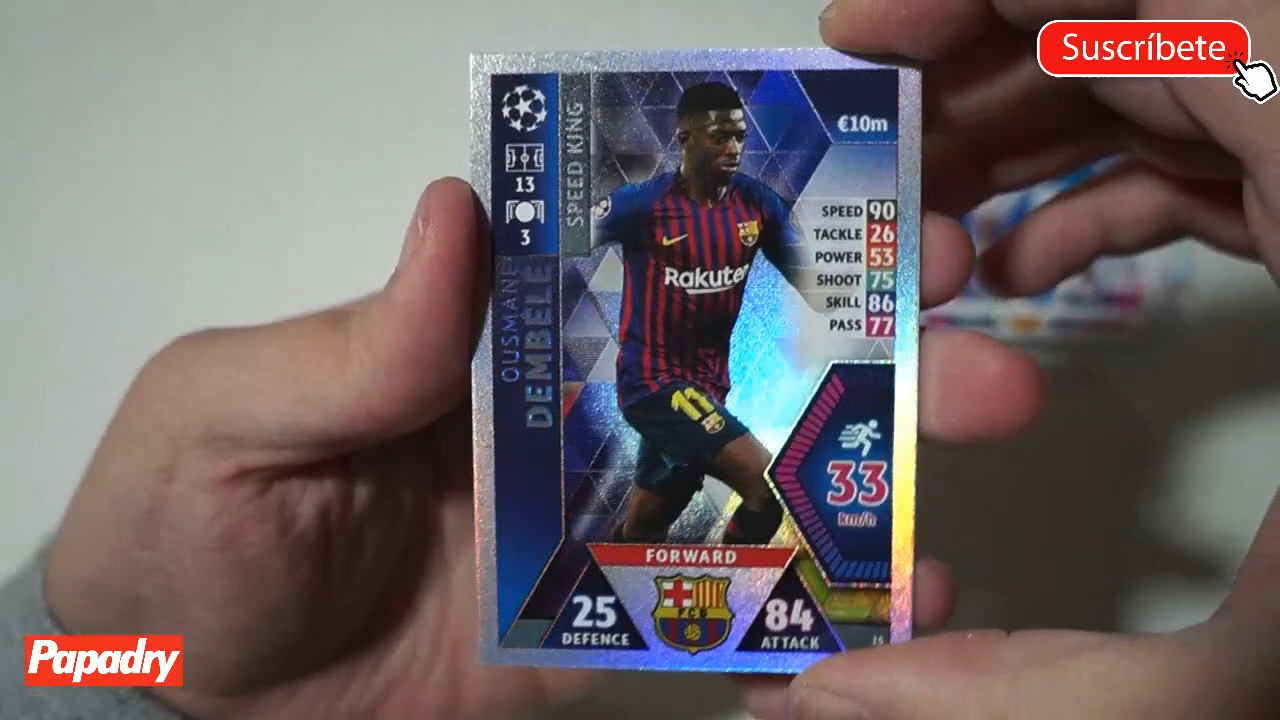 Suscríbete
€10m
13
3
SPEED KING
OUSMANE
DEMBÉLÉ
SPEED 90
TACKLE 26
POWER 53
SHOOT 75
SKILL 86
PASS 77
Rakuten
11
33
km/h
FORWARD
25
DEFENCE
FCB
84
ATTACK
Papadry